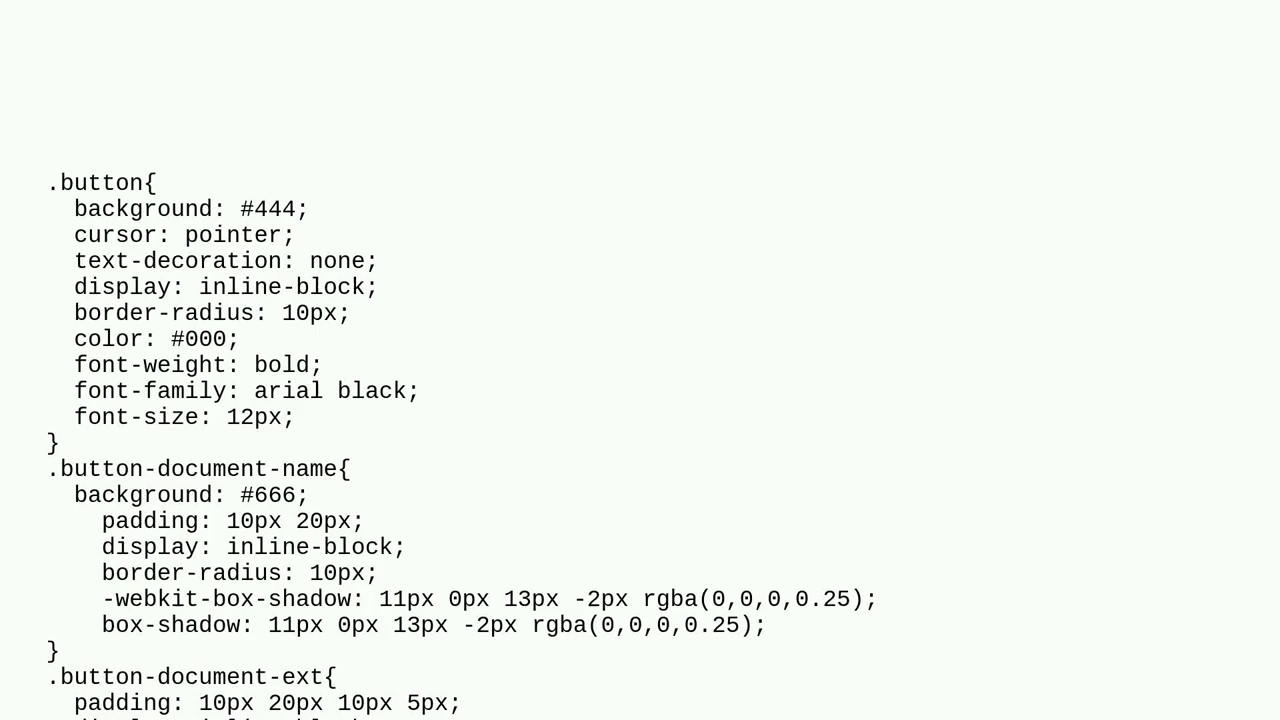 .button{
  background: #444;
  cursor: pointer;
  text-decoration: none;
  display: inline-block;
  border-radius: 10px;
  color: #000;
  font-weight: bold;
  font-family: arial black;
  font-size: 12px;
}
.button-document-name{
  background: #666;
    padding: 10px 20px;
    display: inline-block;
    border-radius: 10px;
    -webkit-box-shadow: 11px 0px 13px -2px rgba(0,0,0,0.25);
    box-shadow: 11px 0px 13px -2px rgba(0,0,0,0.25);
}
.button-document-ext{
  padding: 10px 20px 10px 5px;